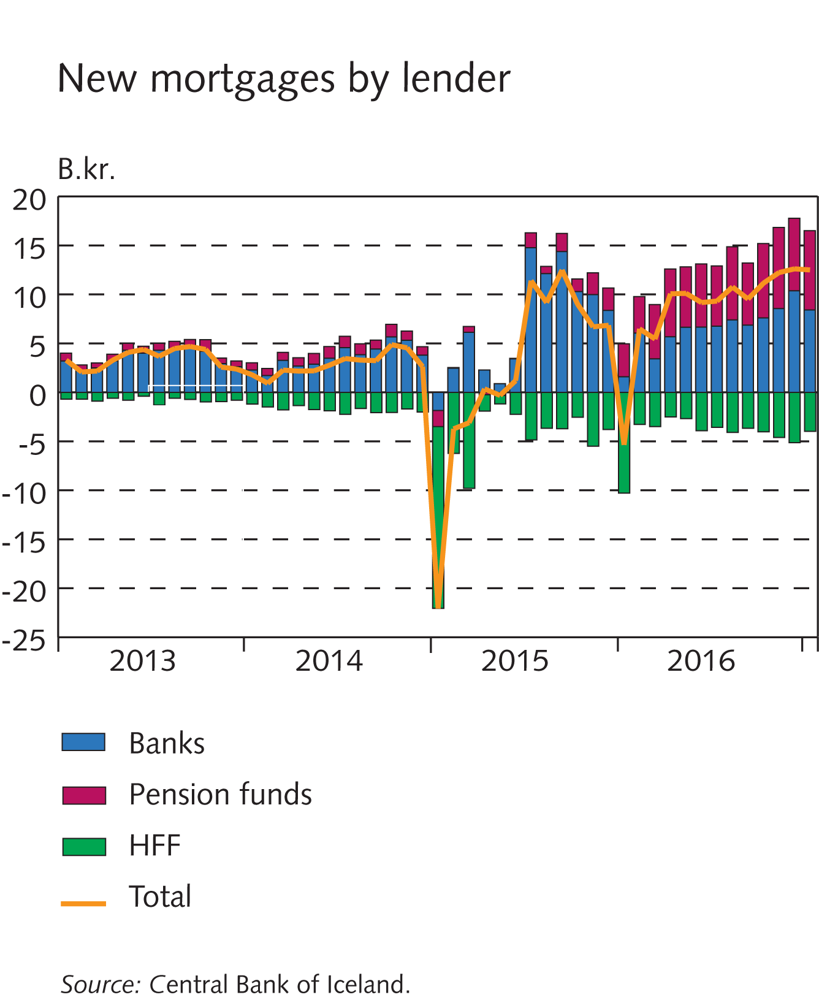 New mortgages by lender
B.kr.
20
15
10
5
0
-5
-10
-15
-20
-25
2013 2014 2015 2016
Banks
Pension funds
HFF
Total
Source: Central Bank of Iceland.